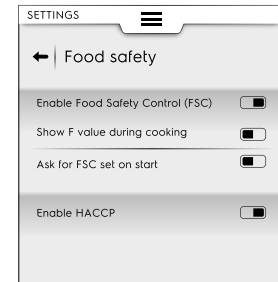 SETTINGS
Food safety
Enable Food Safety Control (FSC)
Show F value during cooking
Ask for FSC set on start
Enable HACCP